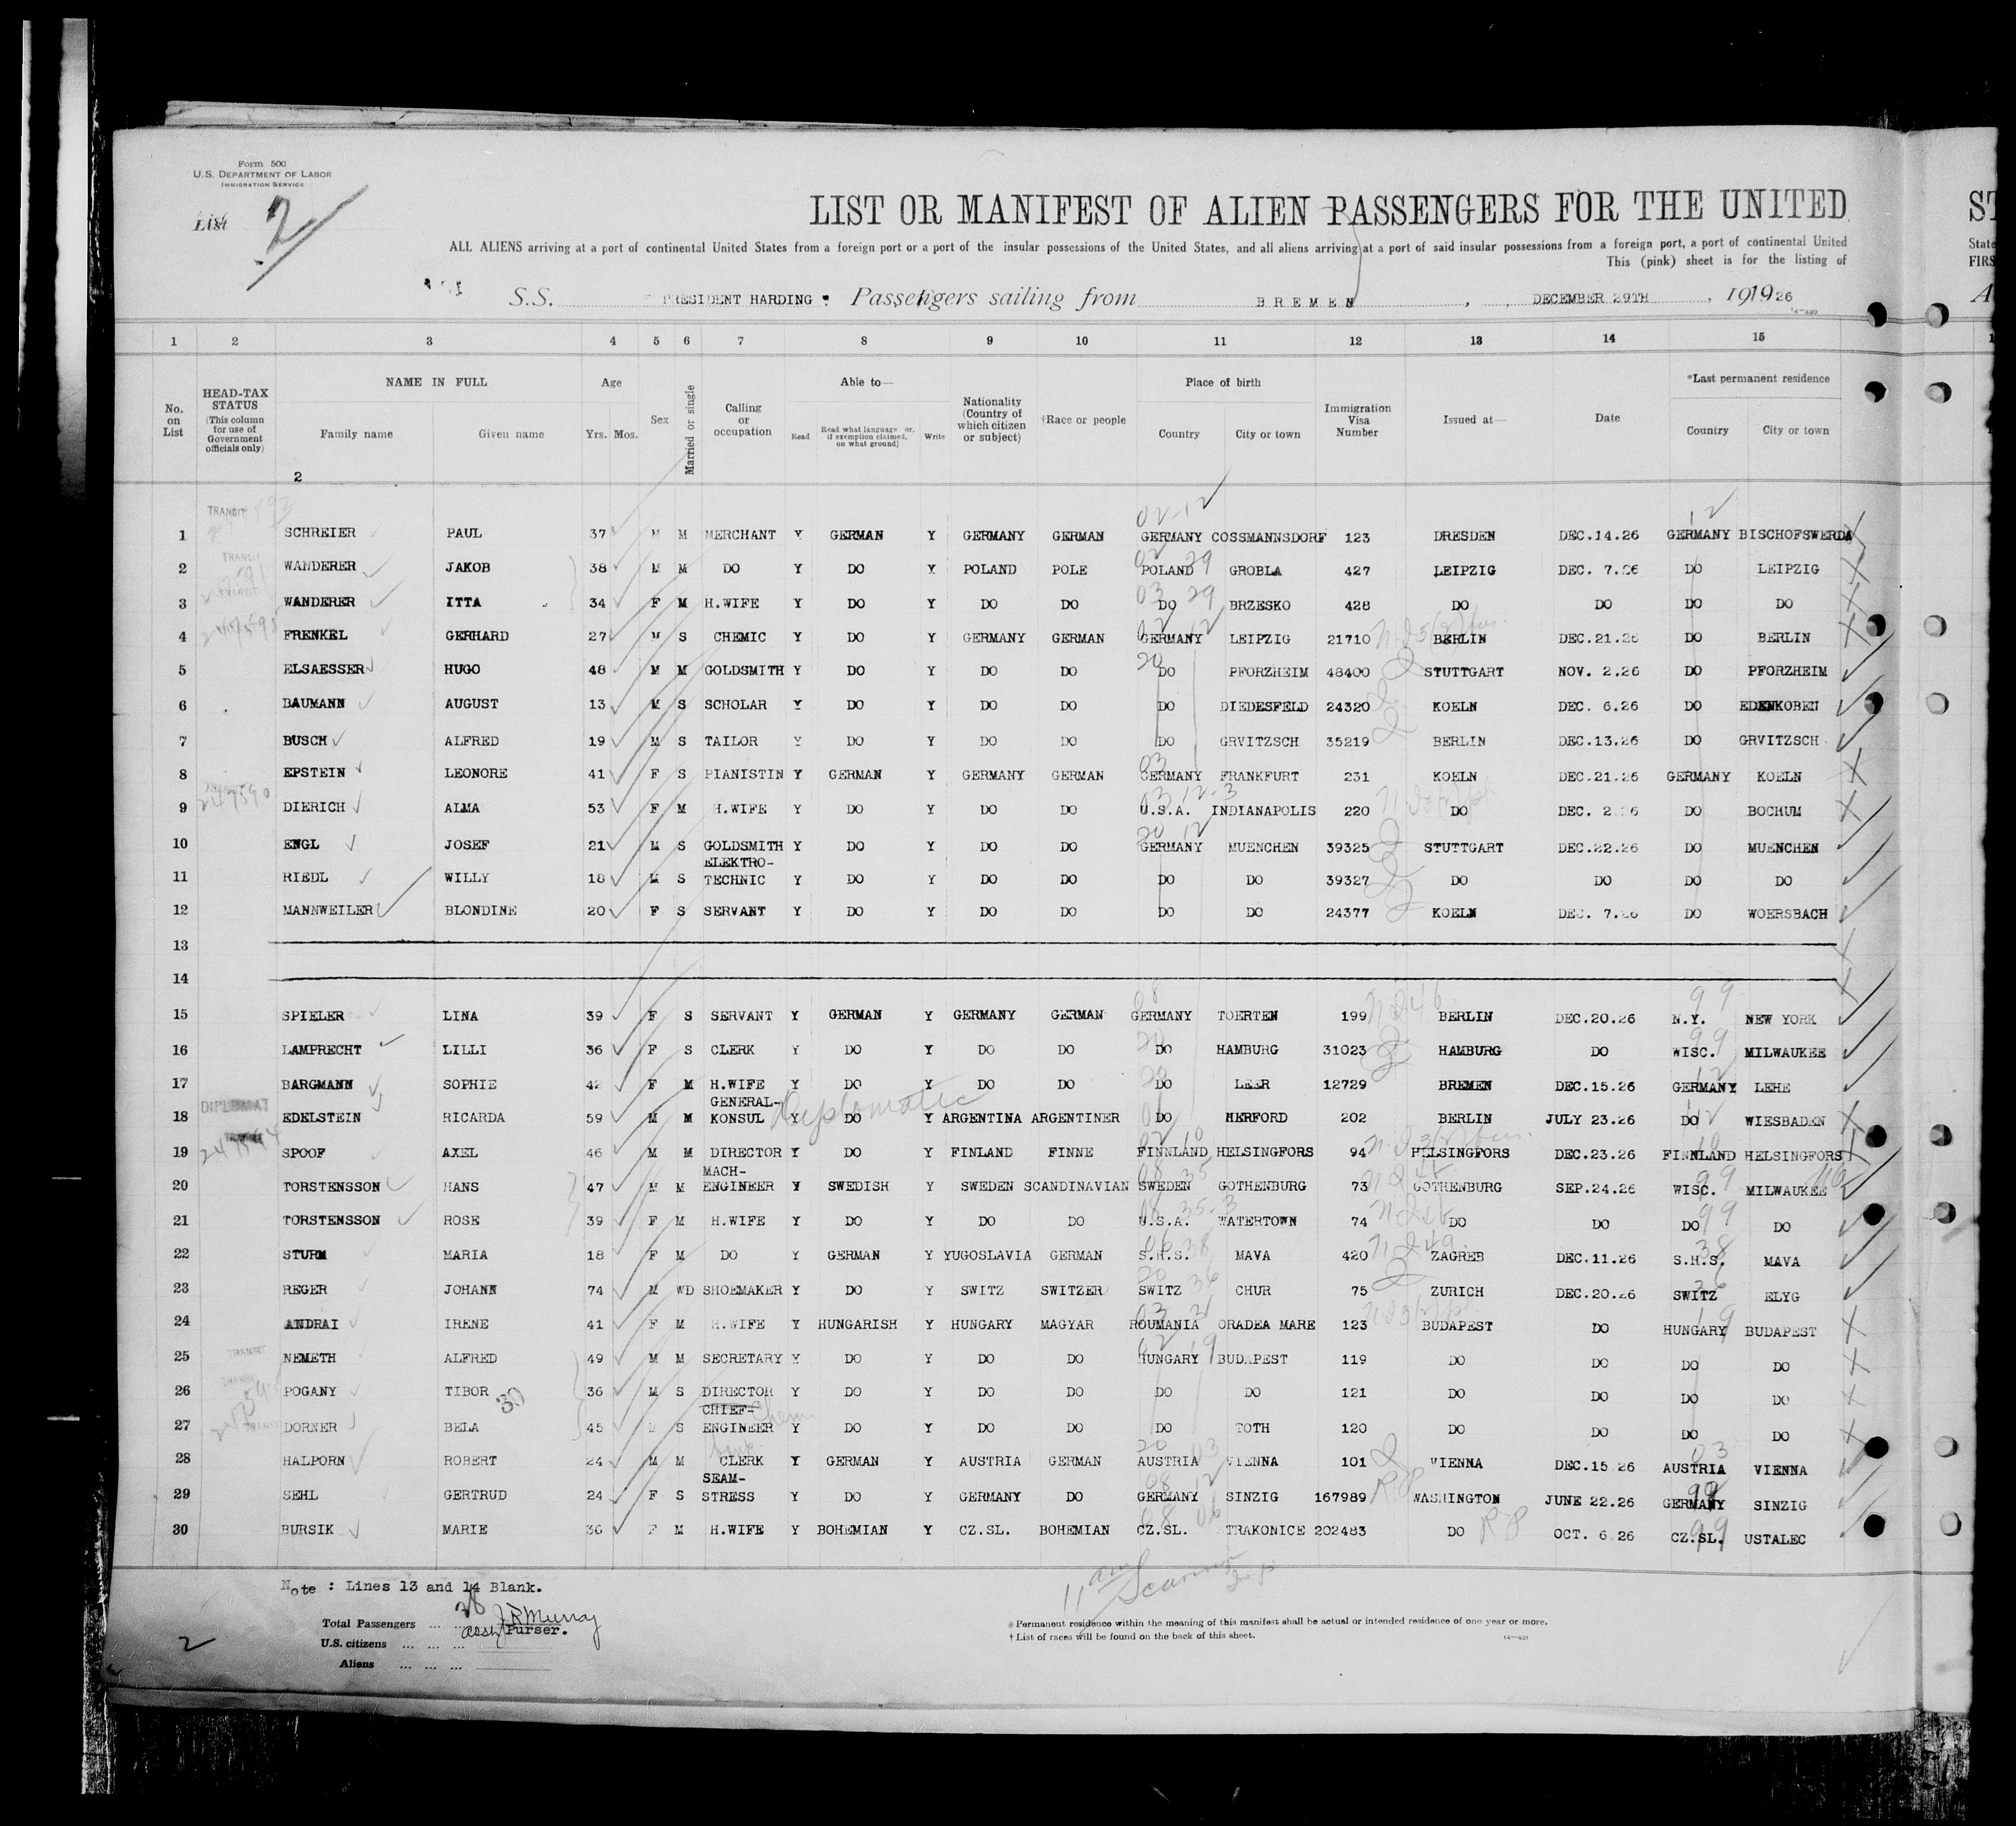 Form 500
U.S. DEPARTMENT OF LABOR
IMMIGRATION SERVICE
List 2
LIST OR MANIFEST OF ALIEN PASSENGERS FOR THE UNITED ST
ALL ALIENS arriving at a port of continental United States from a foreign port or a port of the insular possessions of the United States, and all aliens arriving at a port of said insular possessions from a foreign port, a port of continental United State
This (pink) sheet is for the listing of FIRS
S.S. PRESIDENT HARDING Passengers sailing from BREMEN, DECEMBER 29TH, 191926 A
14—420
1 2 3 4 5 6 7 8 9 10 11 12 13 14 15
No. on List HEAD-TAX STATUS (This column for use of Government officials only) NAME IN FULL Family name Given name Age Yrs. Mos. Sex Married or single Calling or occupation Able to— Read Read what language or, if exemption claimed, on what ground Write Nationality (Country of which citizen or subject) †Race or people Place of birth Country City or town Immigration Visa Number Issued at— Date *Last permanent residence Country City or town
2
TRANSIT
1 SCHREIER PAUL 37 M M MERCHANT Y GERMAN Y GERMANY GERMAN GERMANY COSSMANNSDORF 123 DRESDEN DEC.14.26 GERMANY BISCHOFSWERDA
TRANSIT
2 WANDERER JAKOB 38 M M DO Y DO Y POLAND POLE POLAND GROBLA 427 LEIPZIG DEC. 7.26 DO LEIPZIG
3 WANDERER ITTA 34 F M H.WIFE Y DO Y DO DO DO BRZESKO 428 DO DO DO DO
4 FRENKEL GERHARD 27 M S CHEMIC Y DO Y GERMANY GERMAN GERMANY LEIPZIG 21710 BERLIN DEC.21.26 DO BERLIN
5 ELSAESSER HUGO 48 M M GOLDSMITH Y DO Y DO DO DO PFORZHEIM 48400 STUTTGART NOV. 2.26 DO PFORZHEIM
6 BAUMANN AUGUST 13 M S SCHOLAR Y DO Y DO DO DO DIEDESFELD 24320 KOELN DEC. 6.26 DO EDENKOBEN
7 BUSCH ALFRED 19 M S TAILOR Y DO Y DO DO DO GRVITZSCH 35219 BERLIN DEC.13.26 DO GRVITZSCH
8 EPSTEIN LEONORE 41 F S PIANISTIN Y GERMAN Y GERMANY GERMAN GERMANY FRANKFURT 231 KOELN DEC.21.26 GERMANY KOELN
9 DIERICH ALMA 53 F M H.WIFE Y DO Y DO DO U.S.A. INDIANAPOLIS 220 DO DEC. 2.26 DO BOCHUM
10 ENGL JOSEF 21 M S GOLDSMITH Y DO Y DO DO GERMANY MUENCHEN 39325 STUTTGART DEC.22.26 DO MUENCHEN
11 RIEDL WILLY 18 M S ELEKTRO-TECHNIC Y DO Y DO DO DO DO 39327 DO DO DO DO
12 MANNWEILER BLONDINE 20 F S SERVANT Y DO Y DO DO DO DO 24377 KOELN DEC. 7.26 DO WOERSBACH
13
14
15 SPIELER LINA 39 F S SERVANT Y GERMAN Y GERMANY GERMAN GERMANY TOERTEN 199 BERLIN DEC.20.26 N.Y. NEW YORK
16 LAMPRECHT LILLI 36 F S CLERK Y DO Y DO DO DO HAMBURG 31023 HAMBURG DO WISC. MILWAUKEE
17 BARGMANN SOPHIE 42 F M H.WIFE Y DO Y DO DO DO LEER 12729 BREMEN DEC.15.26 GERMANY LEHE
DIPLOMAT
18 EDELSTEIN RICARDA 59 M M GENERAL-KONSUL Diplomatic Y DO Y ARGENTINA ARGENTINER DO HERFORD 202 BERLIN JULY 23.26 DO WIESBADEN
19 SPOOF AXEL 46 M M DIRECTOR Y DO Y FINLAND FINNE FINNLAND HELSINGFORS 94 HELSINGFORS DEC.23.26 FINNLAND HELSINGFORS
20 TORSTENSSON HANS 47 M M MACH-ENGINEER Y SWEDISH Y SWEDEN SCANDINAVIAN SWEDEN GOTHENBURG 73 GOTHENBURG SEP.24.26 WISC. MILWAUKEE
21 TORSTENSSON ROSE 39 F M H.WIFE Y DO Y DO DO U.S.A. WATERTOWN 74 DO DO DO DO
22 STURM MARIA 18 F M DO Y GERMAN Y YUGOSLAVIA GERMAN S.H.S. MAVA 420 ZAGREB DEC.11.26 S.H.S. MAVA
23 REGER JOHANN 74 M WD SHOEMAKER Y DO Y SWITZ SWITZER SWITZ CHUR 75 ZURICH DEC.20.26 SWITZ ELYG
24 ANDRAI IRENE 41 F M H.WIFE Y HUNGARISH Y HUNGARY MAGYAR ROUMANIA ORADEA MARE 123 BUDAPEST DO HUNGARY BUDAPEST
TRANSIT
25 NEMETH ALFRED 49 M M SECRETARY Y DO Y DO DO HUNGARY BUDAPEST 119 DO DO DO DO
26 POGANY TIBOR 30 36 M S DIRECTOR Y DO Y DO DO DO DO 121 DO DO DO DO
27 DORNER BELA 45 S CHIEF-ENGINEER Chem. Y DO Y DO DO DO TOTH 120 DO DO DO DO
28 HALPORN ROBERT 24 M M CLERK Y GERMAN Y AUSTRIA GERMAN AUSTRIA VIENNA 101 VIENNA DEC.15 26 AUSTRIA VIENNA
29 SEHL GERTRUD 24 F S SEAM-STRESS Y DO Y GERMANY DO GERMANY SINZIG 167989 R.P WASHINGTON JUNE 22.26 GERMANY SINZIG
30 BURSIK MARIE 36 F M H.WIFE Y BOHEMIAN Y CZ.SL. BOHEMIAN CZ.SL. STRAKONICE 202483 DO R P OCT. 6 26 CZ.SL. USTALEC
Note : Lines 13 and 14 Blank.
Total Passengers ... 28 J.R Murray
Asst Purser.
U.S. citizens ... ... ...
Aliens ... ... ...
2
* Permanent residence within the meaning of this manifest shall be actual or intended residence of one year or more.
† List of races will be found on the back of this sheet.
14—421